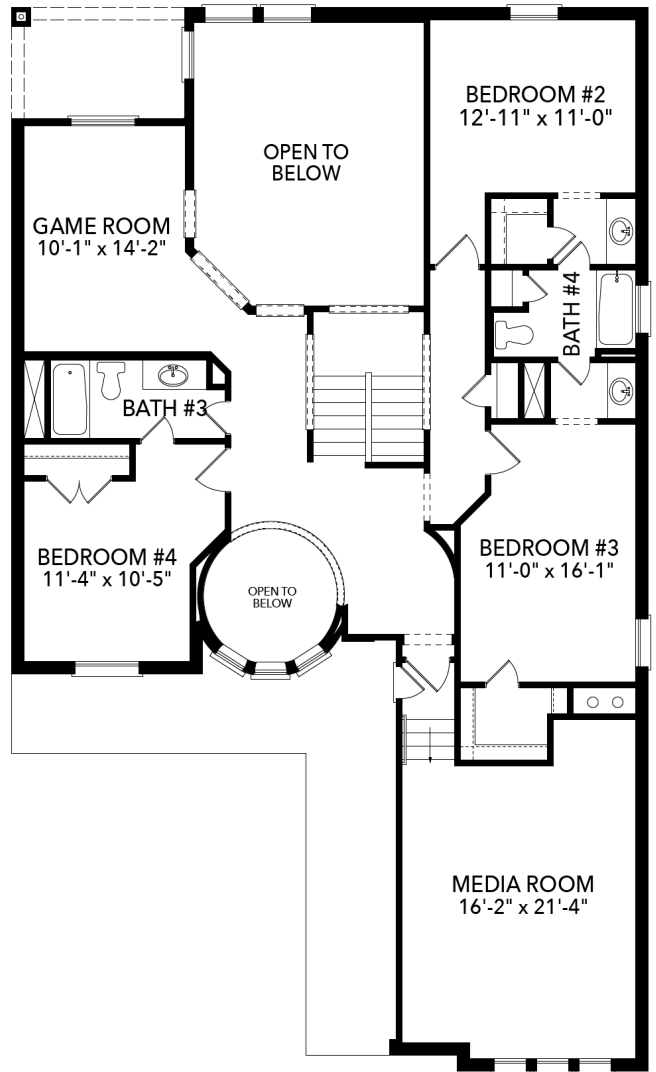 BEDROOM #2
12'-11" x 11'-0"
OPEN TO
BELOW
GAME ROOM
10'-1" x 14'-2"
BATH #4
BATH #3
BEDROOM #4
11'-4" x 10'-5"
BEDROOM #3
11'-0" x 16'-1"
OPEN TO
BELOW
MEDIA ROOM
16'-2" x 21'-4"